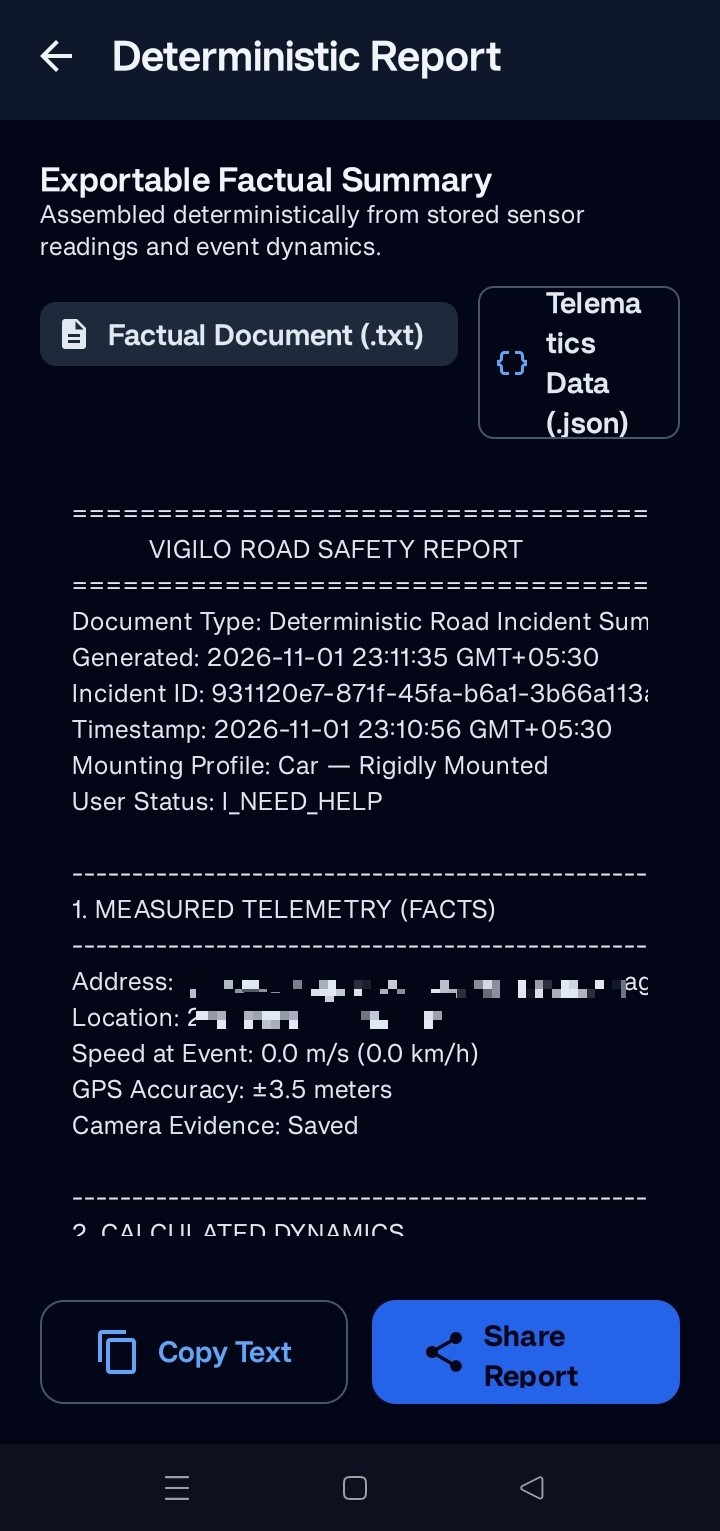 Deterministic Report
Exportable Factual Summary
Assembled deterministically from stored sensor
readings and event dynamics.
Factual Document (.txt)
Telema
tics
Data
(.json)
==================================
VIGILO ROAD SAFETY REPORT
==================================
Document Type: Deterministic Road Incident Sum
Generated: 2026-11-01 23:11:35 GMT+05:30
Incident ID: 931120e7-871f-45fa-b6a1-3b66a113
Timestamp: 2026-11-01 23:10:56 GMT+05:30
Mounting Profile: Car — Rigidly Mounted
User Status: I_NEED_HELP
----------------------------------------------
1. MEASURED TELEMETRY (FACTS)
----------------------------------------------
Address:
Location: 2
Speed at Event: 0.0 m/s (0.0 km/h)
GPS Accuracy: ±3.5 meters
Camera Evidence: Saved
----------------------------------------------
2. CALCULATED DYNAMICS
Copy Text
Share
Report